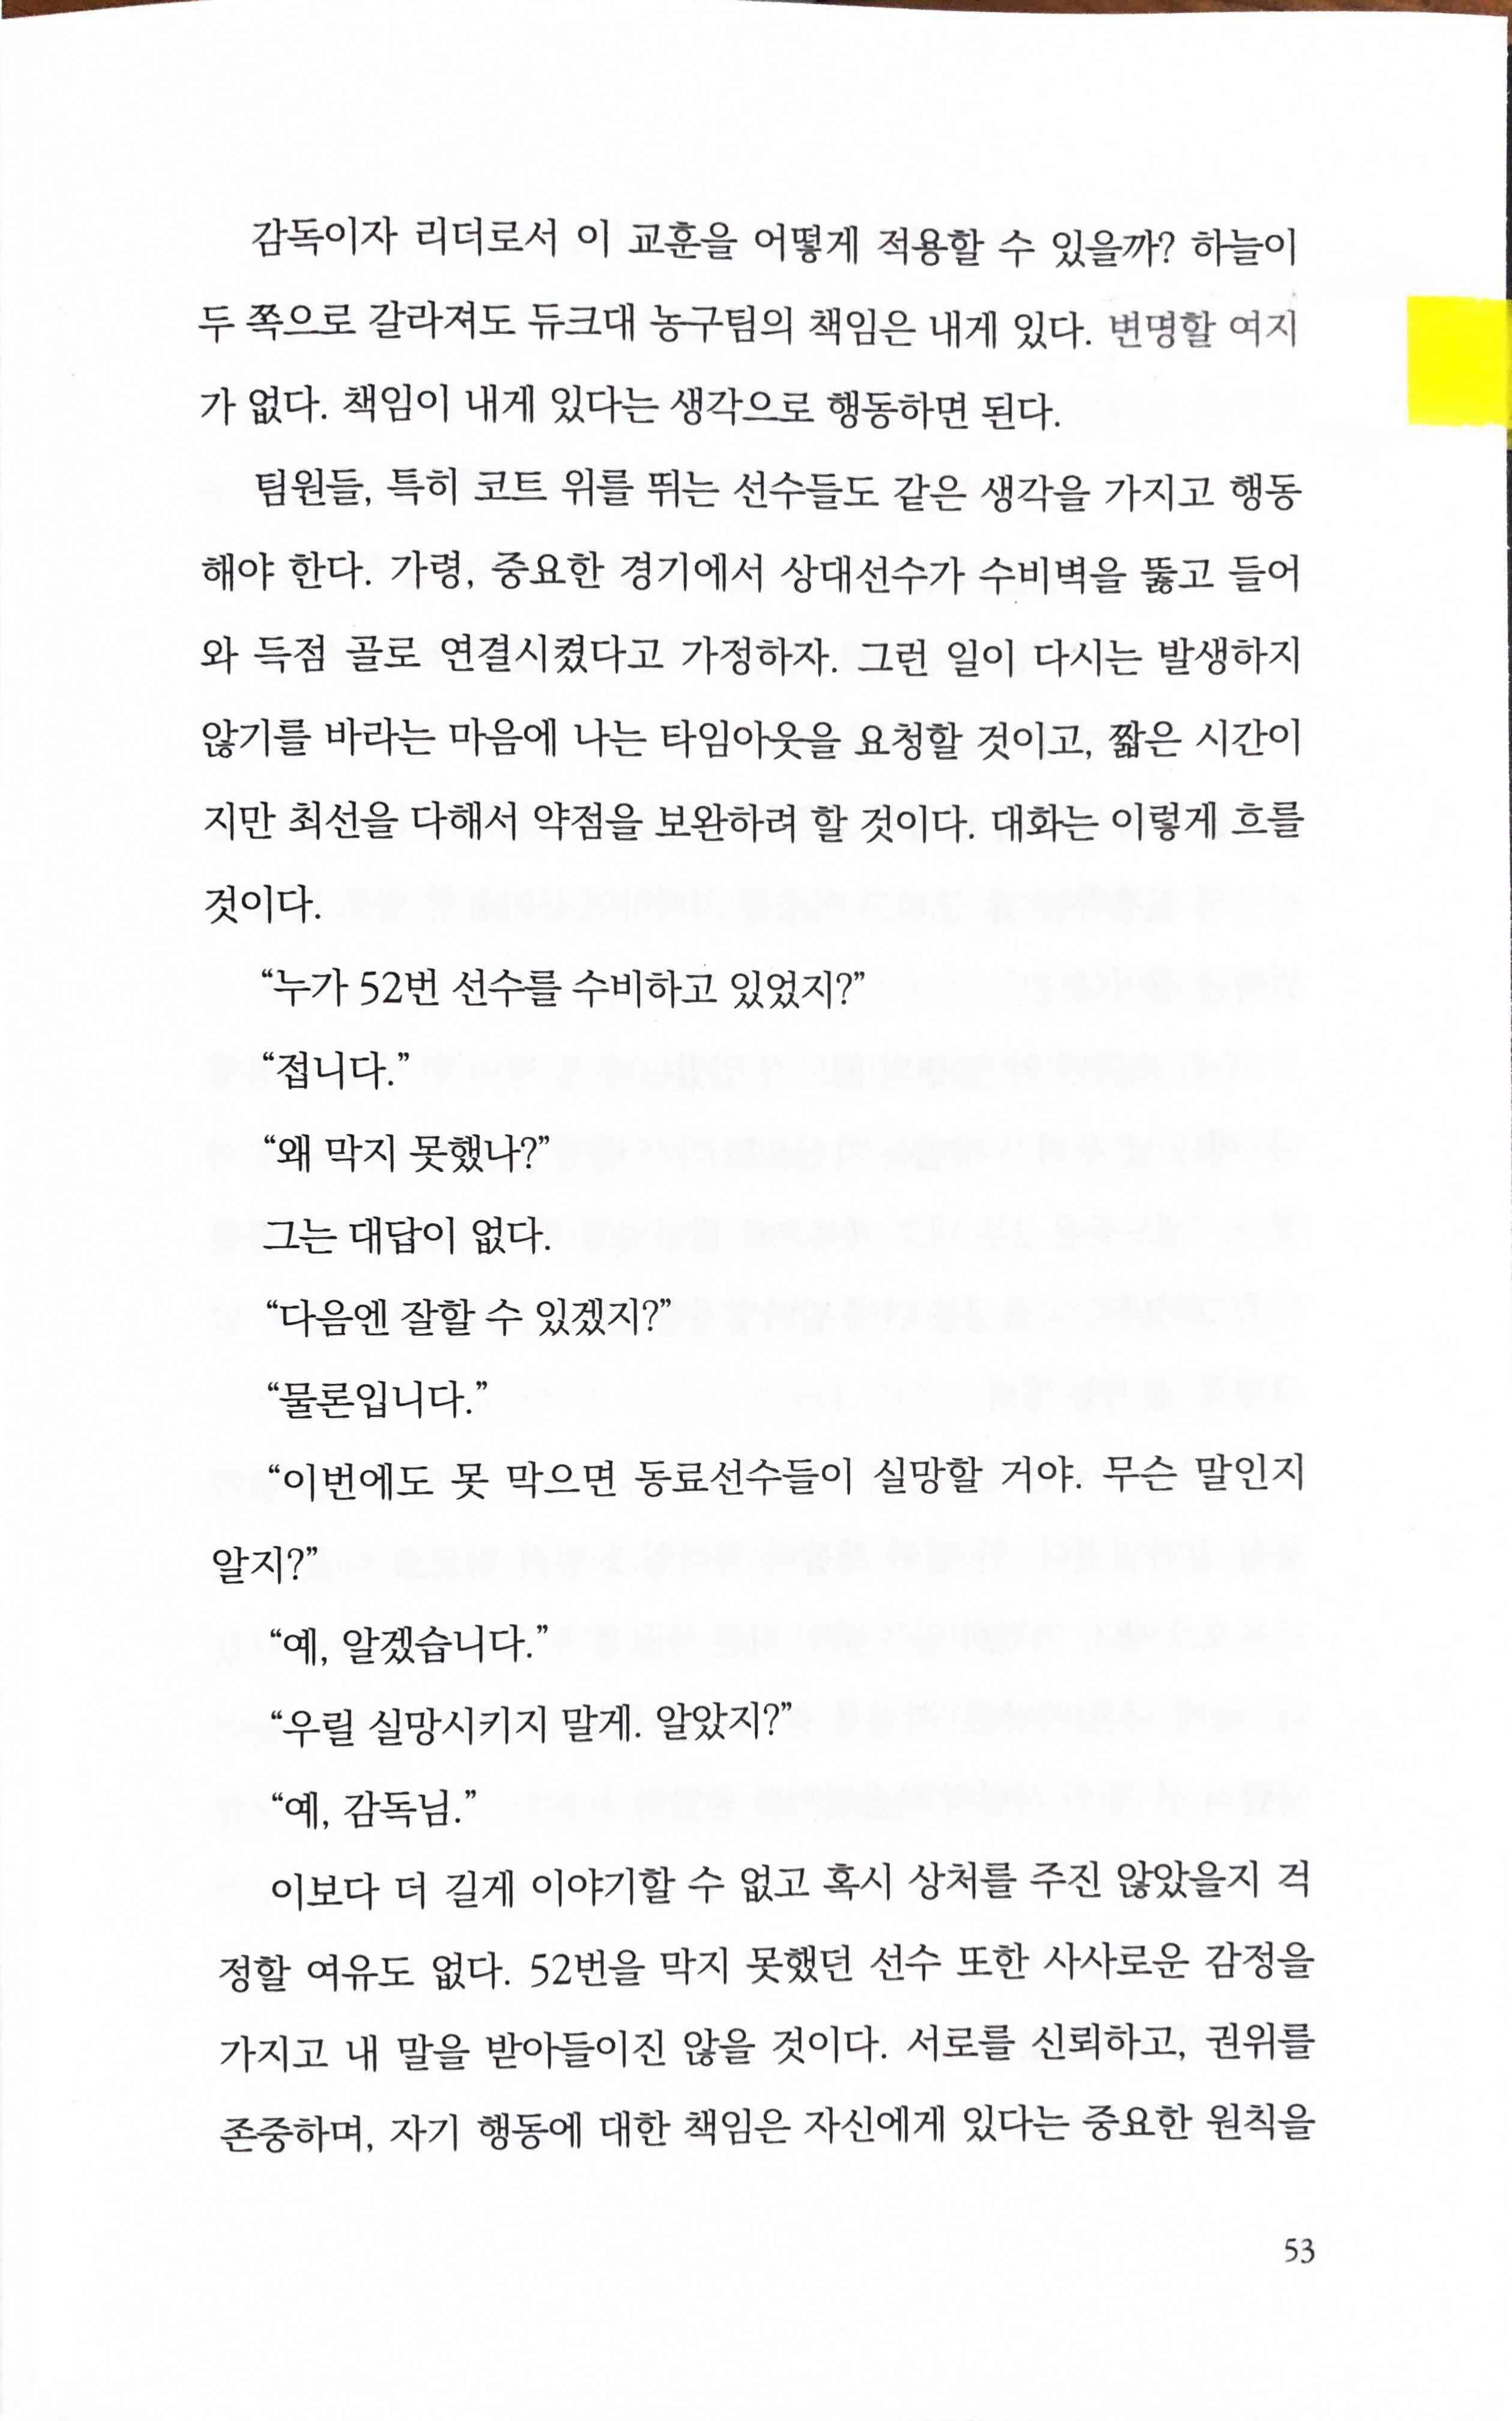 감독이자 리더로서 이 교훈을 어떻게 적용할 수 있을까? 하늘이
두 쪽으로 갈라져도 듀크대 농구팀의 책임은 내게 있다. 변명할 여지
가 없다. 책임이 내게 있다는 생각으로 행동하면 된다.
팀원들, 특히 코트 위를 뛰는 선수들도 같은 생각을 가지고 행동
해야 한다. 가령, 중요한 경기에서 상대선수가 수비벽을 뚫고 들어
와 득점 골로 연결시켰다고 가정하자. 그런 일이 다시는 발생하지
않기를 바라는 마음에 나는 타임아웃을 요청할 것이고, 짧은 시간이
지만 최선을 다해서 약점을 보완하려 할 것이다. 대화는 이렇게 흐를
것이다.
“누가 52번 선수를 수비하고 있었지?”
“접니다.”
“왜 막지 못했나?”
그는 대답이 없다.
“다음엔 잘할 수 있겠지?”
“물론입니다.”
“이번에도 못 막으면 동료선수들이 실망할 거야. 무슨 말인지
알지?”
“예, 알겠습니다.”
“우릴 실망시키지 말게. 알았지?”
“예, 감독님.”
이보다 더 길게 이야기할 수 없고 혹시 상처를 주진 않았을지 걱
정할 여유도 없다. 52번을 막지 못했던 선수 또한 사사로운 감정을
가지고 내 말을 받아들이진 않을 것이다. 서로를 신뢰하고, 권위를
존중하며, 자기 행동에 대한 책임은 자신에게 있다는 중요한 원칙을
53